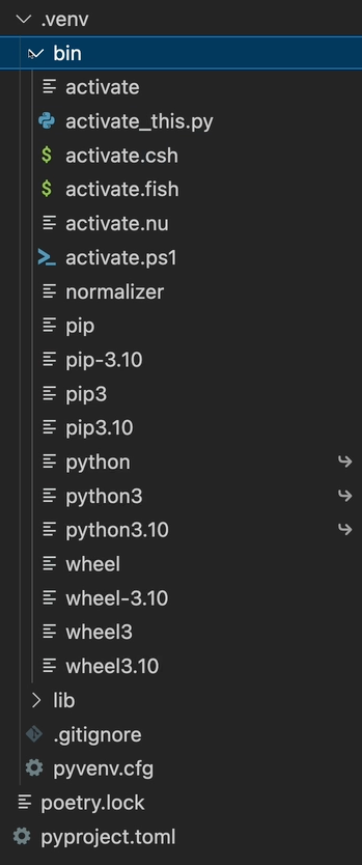 .venv
bin
activate
activate_this.py
activate.csh
activate.fish
activate.nu
activate.ps1
normalizer
pip
pip-3.10
pip3
pip3.10
python
python3
python3.10
wheel
wheel-3.10
wheel3
wheel3.10
lib
.gitignore
pyvenv.cfg
poetry.lock
pyproject.toml